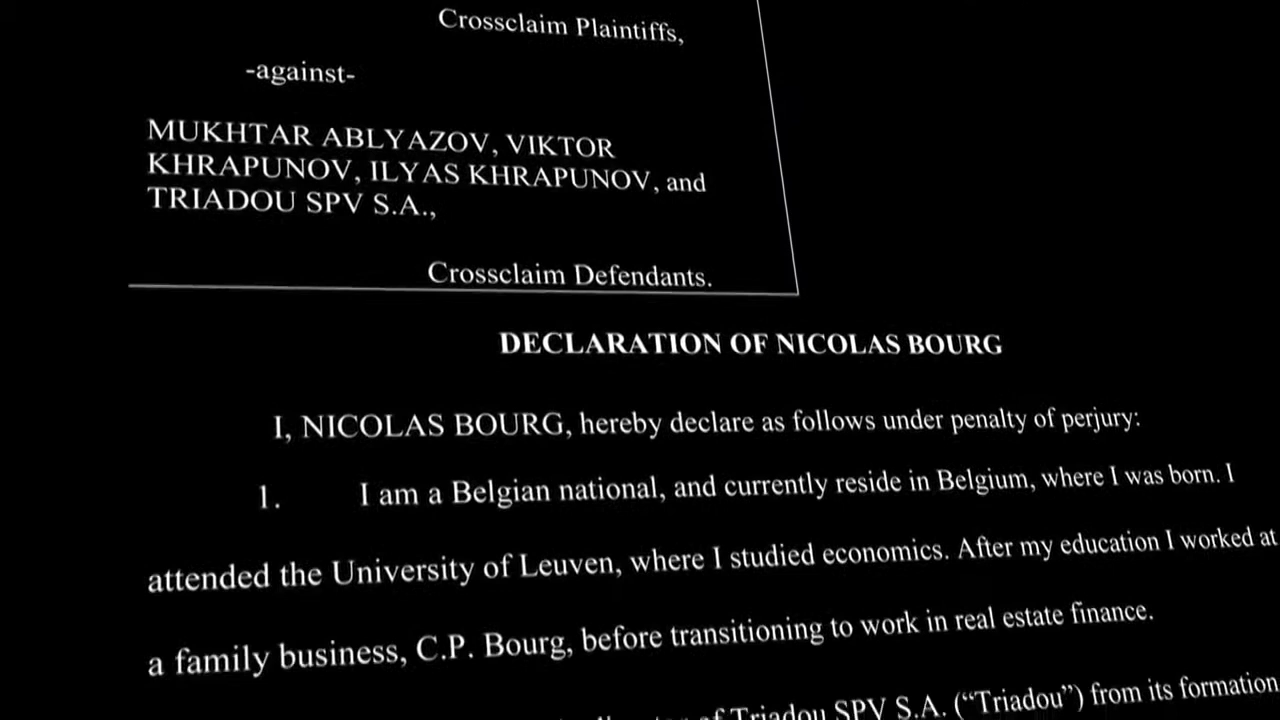 Crossclaim Plaintiffs,
-against-
MUKHTAR ABLYAZOV, VIKTOR
KHRAPUNOV, ILYAS KHRAPUNOV, and
TRIADOU SPV S.A.,
Crossclaim Defendants.
DECLARATION OF NICOLAS BOURG
I, NICOLAS BOURG, hereby declare as follows under penalty of perjury:
1. I am a Belgian national, and currently reside in Belgium, where I was born. I
attended the University of Leuven, where I studied economics. After my education I worked at
a family business, C.P. Bourg, before transitioning to work in real estate finance.
of Triadou SPV S.A. (“Triadou”) from its formation